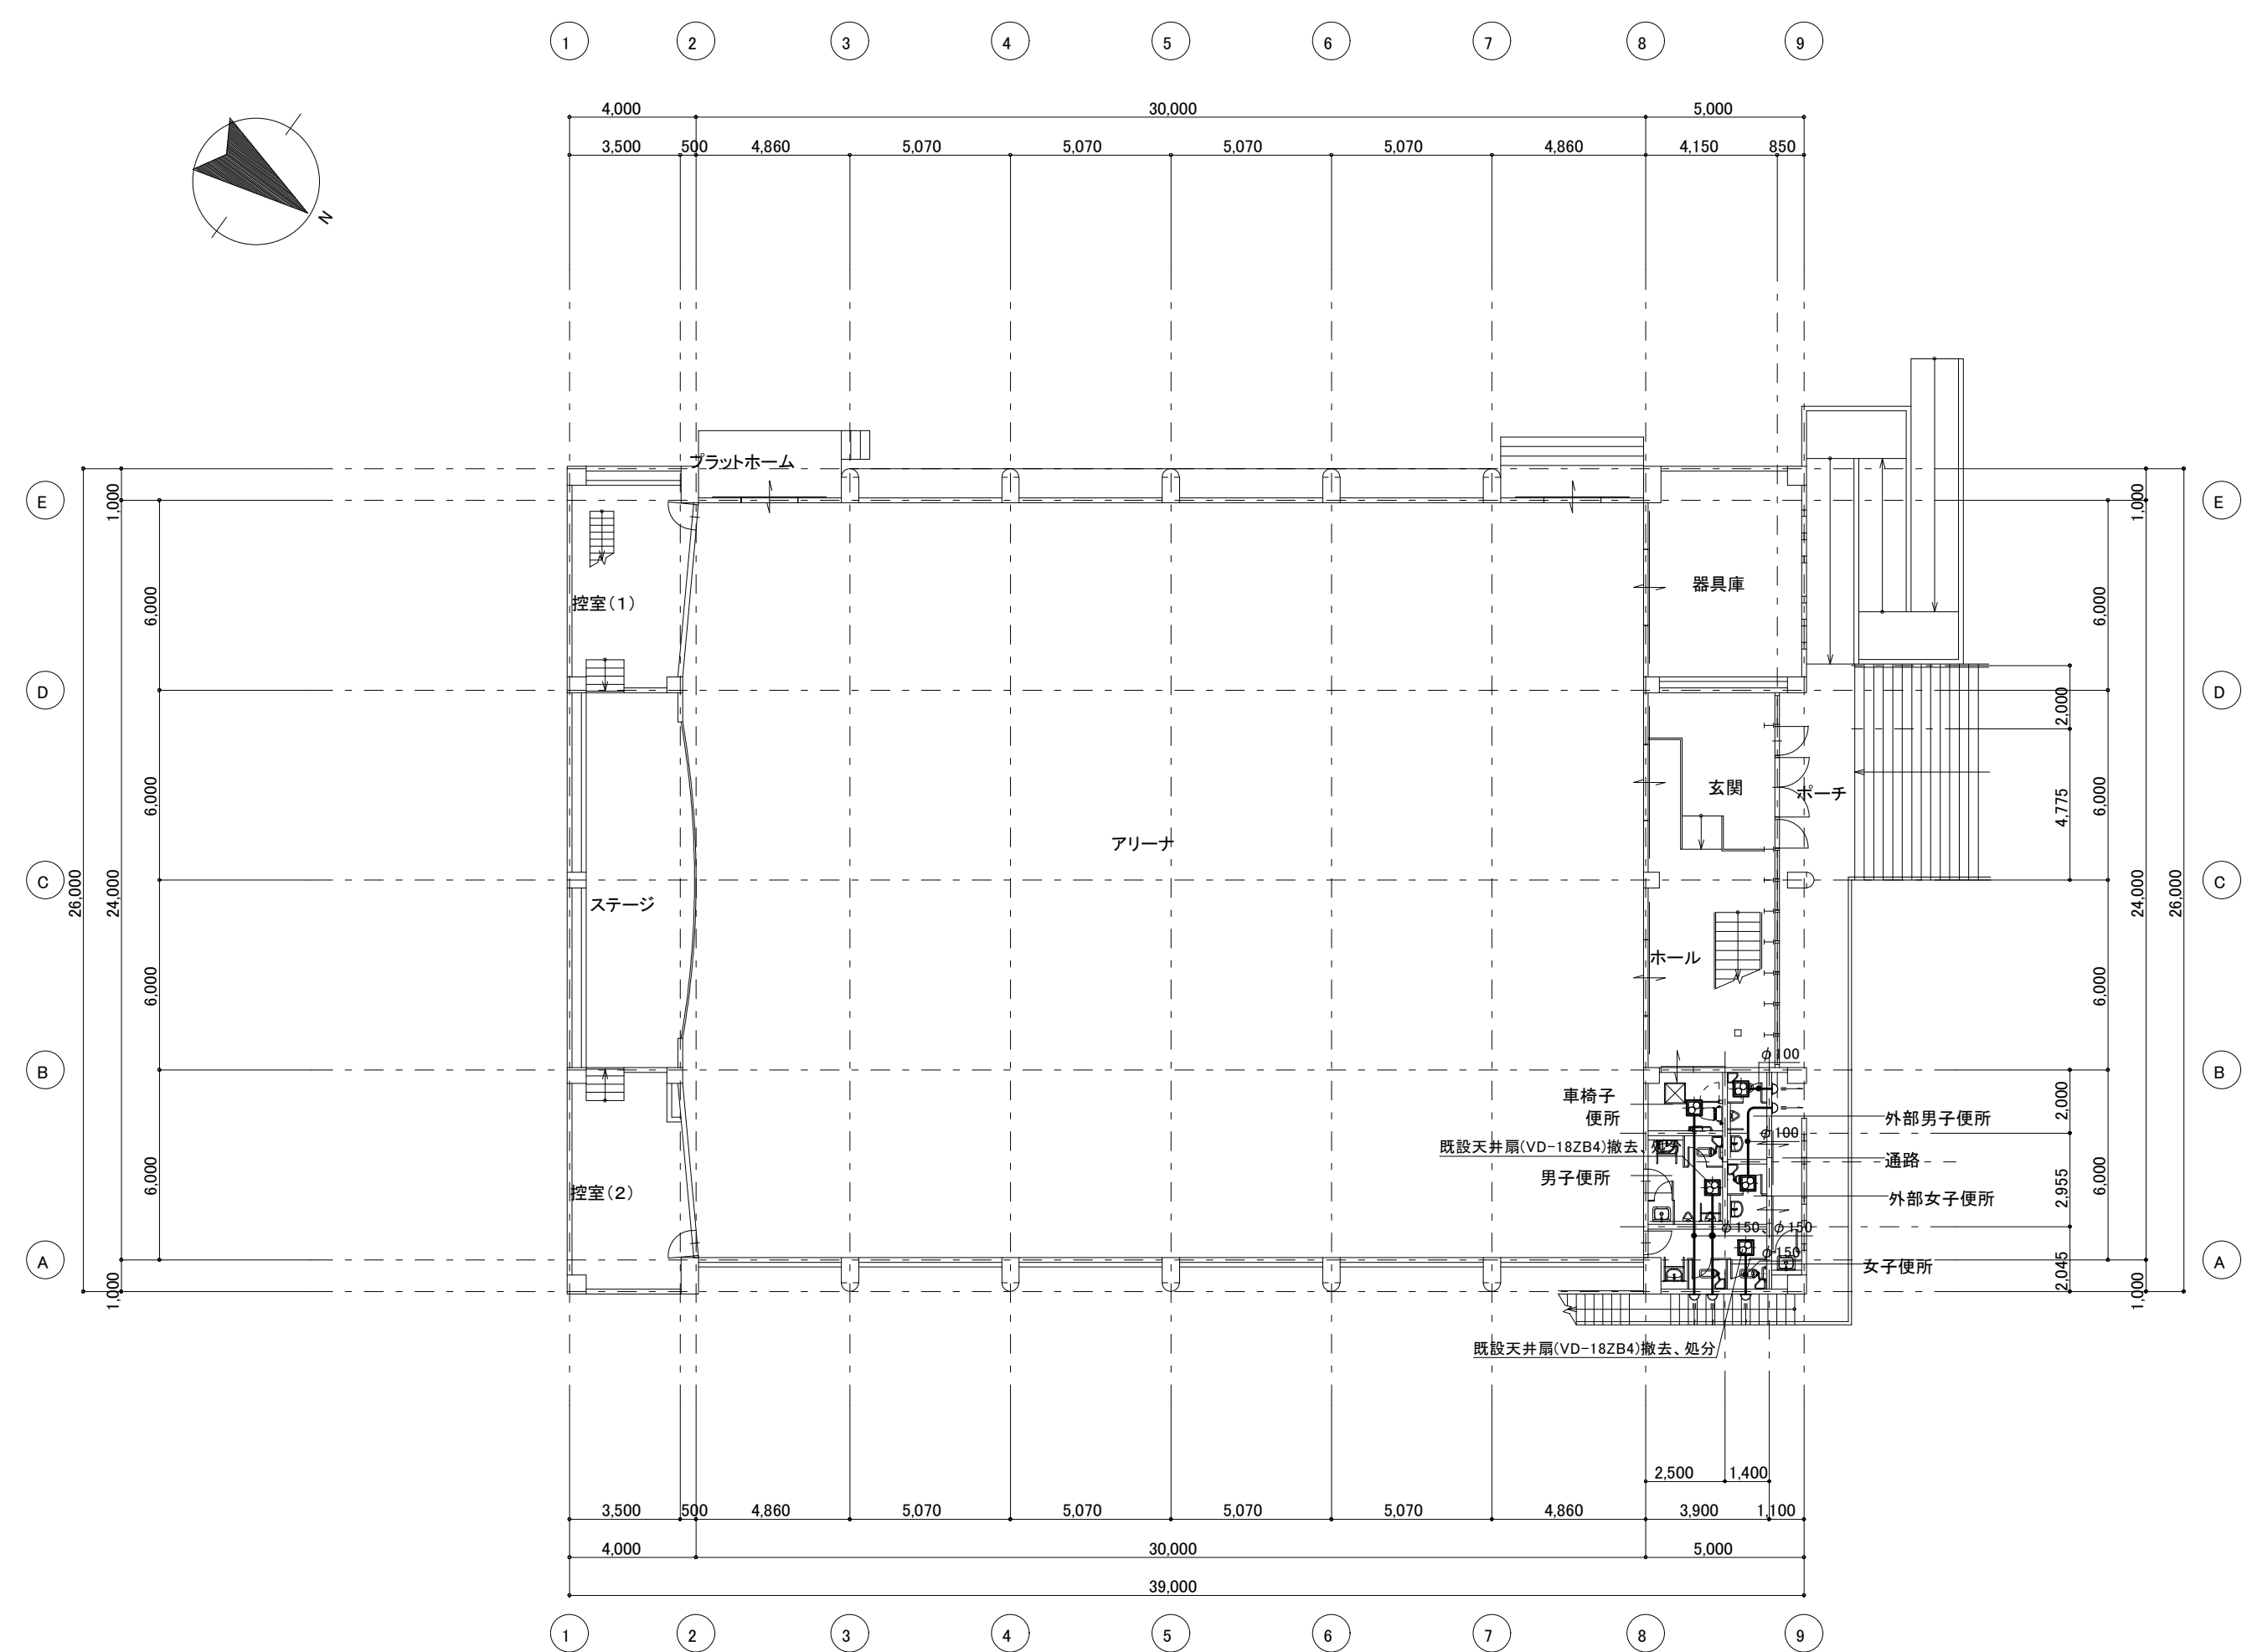 1 2 3 4 5 6 7 8 9
4,000 30,000 5,000
3,500 500 4,860 5,070 5,070 5,070 5,070 4,860 4,150 850
N
プラットホーム
E 1,000 1,000 E
6,000 控室(1) 器具庫 6,000
D D
2,000
6,000 玄関 ポーチ 4,775 6,000
アリーナ
C C
26,000 24,000 ステージ 24,000 26,000
6,000 ホール 6,000
φ100
B B
車椅子
便所
外部男子便所 2,000
φ100
既設天井扇(VD-18ZB4)撤去、処分
通路
6,000 男子便所 2,955 6,000
控室(2) 外部女子便所
φ150、φ150
φ150
A 女子便所 A
1,000 2,045 1,000
既設天井扇(VD-18ZB4)撤去、処分
2,500 1,400
3,500 500 4,860 5,070 5,070 5,070 5,070 4,860 3,900 1,100
4,000 30,000 5,000
39,000
1 2 3 4 5 6 7 8 9